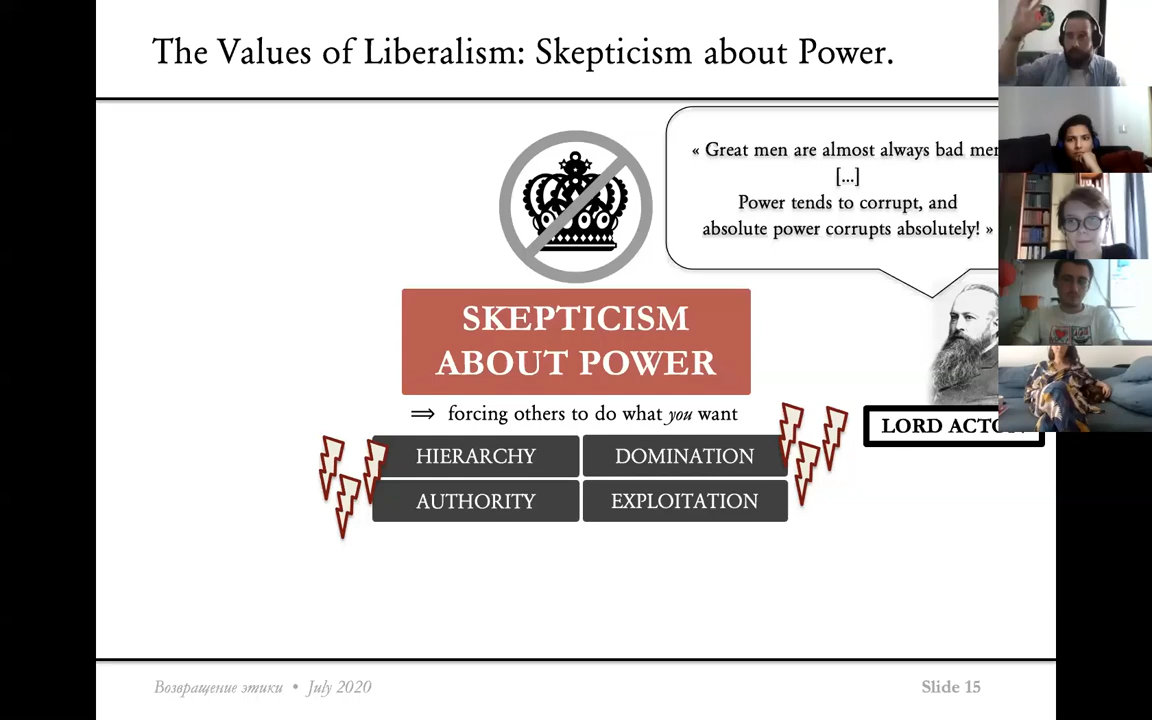 The Values of Liberalism: Skepticism about Power.
« Great men are almost always bad men
[...]
Power tends to corrupt, and
absolute power corrupts absolutely! »
SKEPTICISM
ABOUT POWER
⟹ forcing others to do what you want
HIERARCHY DOMINATION
AUTHORITY EXPLOITATION
LORD ACTO
Возвращение этики • July 2020
Slide 15